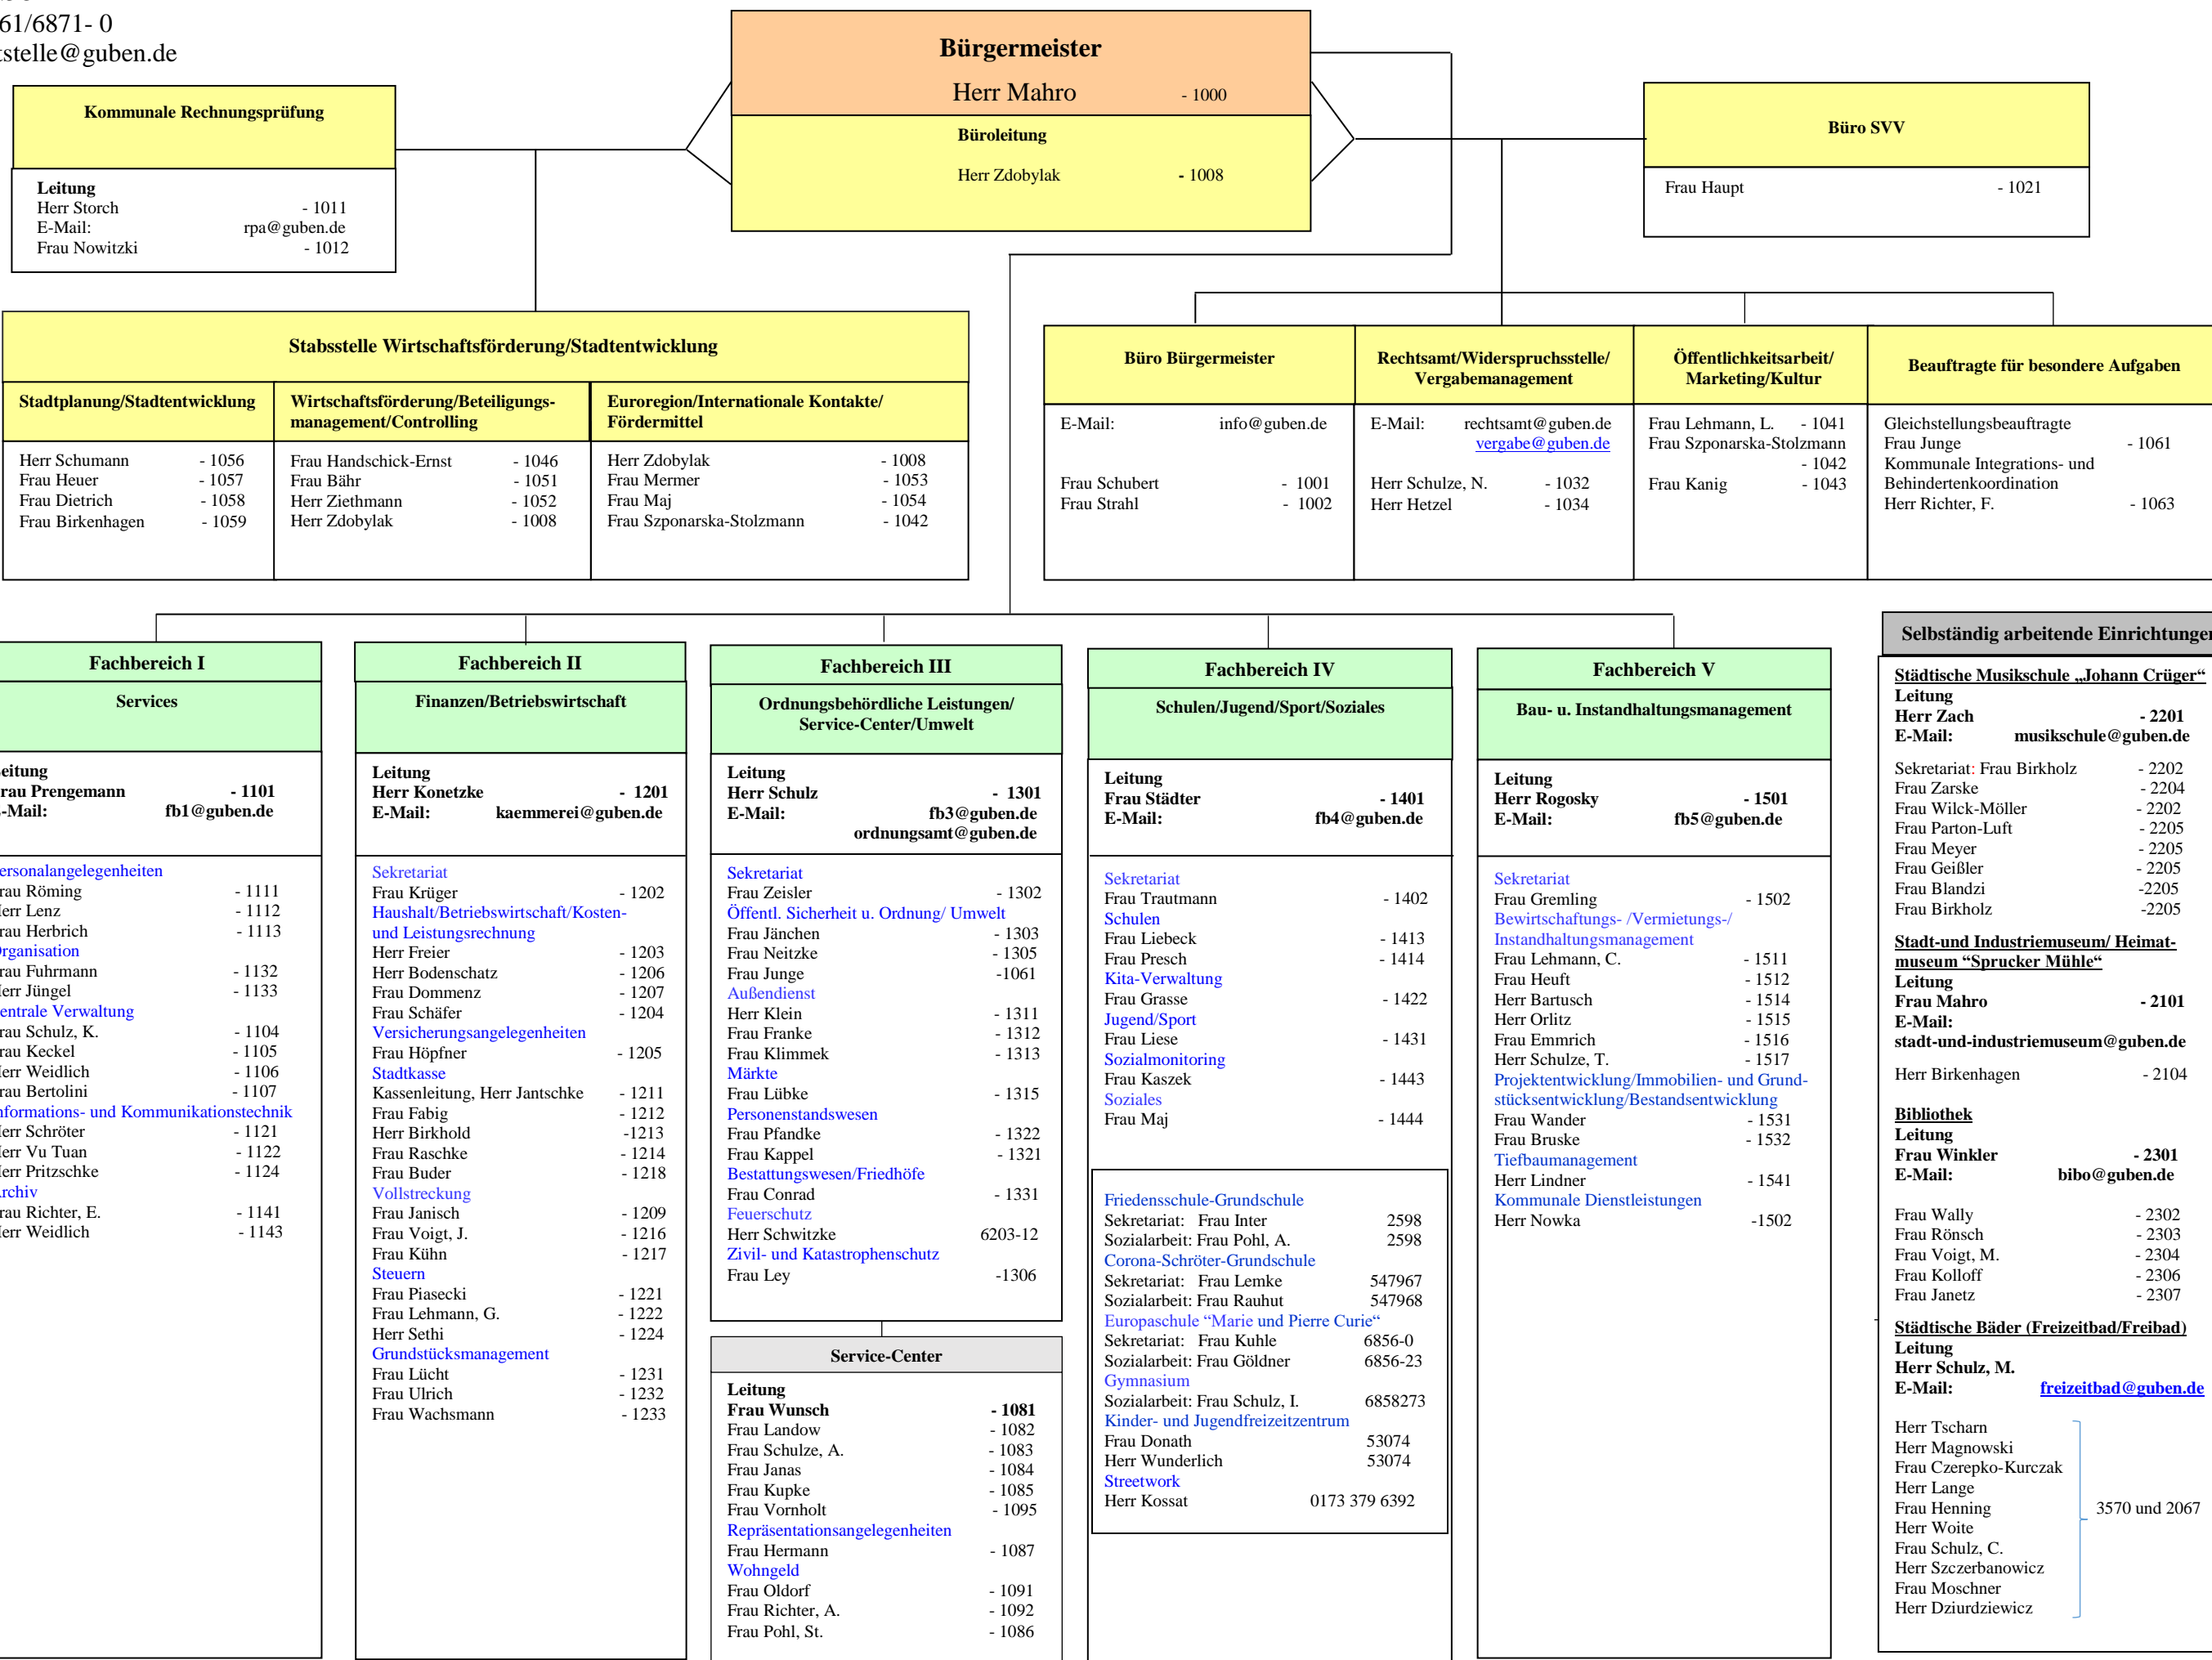 61/6871- 0
tstelle@guben.de
Bürgermeister
Herr Mahro - 1000
Büroleitung
Herr Zdobylak - 1008
Kommunale Rechnungsprüfung
Leitung
Herr Storch - 1011
E-Mail: rpa@guben.de
Frau Nowitzki - 1012
Büro SVV
Frau Haupt - 1021
Stabsstelle Wirtschaftsförderung/Stadtentwicklung
Stadtplanung/Stadtentwicklung
Herr Schumann - 1056
Frau Heuer - 1057
Frau Dietrich - 1058
Frau Birkenhagen - 1059
Wirtschaftsförderung/Beteiligungs-
management/Controlling
Frau Handschick-Ernst - 1046
Frau Bähr - 1051
Herr Ziethmann - 1052
Herr Zdobylak - 1008
Euroregion/Internationale Kontakte/
Fördermittel
Herr Zdobylak - 1008
Frau Mermer - 1053
Frau Maj - 1054
Frau Szponarska-Stolzmann - 1042
Büro Bürgermeister
E-Mail: info@guben.de
Frau Schubert - 1001
Frau Strahl - 1002
Rechtsamt/Widerspruchsstelle/
Vergabemanagement
E-Mail: rechtsamt@guben.de
vergabe@guben.de
Herr Schulze, N. - 1032
Herr Hetzel - 1034
Öffentlichkeitsarbeit/
Marketing/Kultur
Frau Lehmann, L. - 1041
Frau Szponarska-Stolzmann
- 1042
Frau Kanig - 1043
Beauftragte für besondere Aufgaben
Gleichstellungsbeauftragte
Frau Junge - 1061
Kommunale Integrations- und
Behindertenkoordination
Herr Richter, F. - 1063
Fachbereich I
Services
eitung
rau Prengemann - 1101
-Mail: fb1@guben.de
ersonalangelegenheiten
rau Röming - 1111
err Lenz - 1112
rau Herbrich - 1113
rganisation
rau Fuhrmann - 1132
err Jüngel - 1133
entrale Verwaltung
rau Schulz, K. - 1104
rau Keckel - 1105
err Weidlich - 1106
rau Bertolini - 1107
nformations- und Kommunikationstechnik
err Schröter - 1121
err Vu Tuan - 1122
err Pritzschke - 1124
rchiv
rau Richter, E. - 1141
err Weidlich - 1143
Fachbereich II
Finanzen/Betriebswirtschaft
Leitung
Herr Konetzke - 1201
E-Mail: kaemmerei@guben.de
Sekretariat
Frau Krüger - 1202
Haushalt/Betriebswirtschaft/Kosten-
und Leistungsrechnung
Herr Freier - 1203
Herr Bodenschatz - 1206
Frau Dommenz - 1207
Frau Schäfer - 1204
Versicherungsangelegenheiten
Frau Höpfner - 1205
Stadtkasse
Kassenleitung, Herr Jantschke - 1211
Frau Fabig - 1212
Herr Birkhold -1213
Frau Raschke - 1214
Frau Buder - 1218
Vollstreckung
Frau Janisch - 1209
Frau Voigt, J. - 1216
Frau Kühn - 1217
Steuern
Frau Piasecki - 1221
Frau Lehmann, G. - 1222
Herr Sethi - 1224
Grundstücksmanagement
Frau Lücht - 1231
Frau Ulrich - 1232
Frau Wachsmann - 1233
Fachbereich III
Ordnungsbehördliche Leistungen/
Service-Center/Umwelt
Leitung
Herr Schulz - 1301
E-Mail: fb3@guben.de
ordnungsamt@guben.de
Sekretariat
Frau Zeisler - 1302
Öffentl. Sicherheit u. Ordnung/ Umwelt
Frau Jänchen - 1303
Frau Neitzke - 1305
Frau Junge -1061
Außendienst
Herr Klein - 1311
Frau Franke - 1312
Frau Klimmek - 1313
Märkte
Frau Lübke - 1315
Personenstandswesen
Frau Pfandke - 1322
Frau Kappel - 1321
Bestattungswesen/Friedhöfe
Frau Conrad - 1331
Feuerschutz
Herr Schwitzke 6203-12
Zivil- und Katastrophenschutz
Frau Ley -1306
Service-Center
Leitung
Frau Wunsch - 1081
Frau Landow - 1082
Frau Schulze, A. - 1083
Frau Janas - 1084
Frau Kupke - 1085
Frau Vornholt - 1095
Repräsentationsangelegenheiten
Frau Hermann - 1087
Wohngeld
Frau Oldorf - 1091
Frau Richter, A. - 1092
Frau Pohl, St. - 1086
Fachbereich IV
Schulen/Jugend/Sport/Soziales
Leitung
Frau Städter - 1401
E-Mail: fb4@guben.de
Sekretariat
Frau Trautmann - 1402
Schulen
Frau Liebeck - 1413
Frau Presch - 1414
Kita-Verwaltung
Frau Grasse - 1422
Jugend/Sport
Frau Liese - 1431
Sozialmonitoring
Frau Kaszek - 1443
Soziales
Frau Maj - 1444
Friedensschule-Grundschule
Sekretariat: Frau Inter 2598
Sozialarbeit: Frau Pohl, A. 2598
Corona-Schröter-Grundschule
Sekretariat: Frau Lemke 547967
Sozialarbeit: Frau Rauhut 547968
Europaschule “Marie und Pierre Curie“
Sekretariat: Frau Kuhle 6856-0
Sozialarbeit: Frau Göldner 6856-23
Gymnasium
Sozialarbeit: Frau Schulz, I. 6858273
Kinder- und Jugendfreizeitzentrum
Frau Donath 53074
Herr Wunderlich 53074
Streetwork
Herr Kossat 0173 379 6392
Fachbereich V
Bau- u. Instandhaltungsmanagement
Leitung
Herr Rogosky - 1501
E-Mail: fb5@guben.de
Sekretariat
Frau Gremling - 1502
Bewirtschaftungs- /Vermietungs-/
Instandhaltungsmanagement
Frau Lehmann, C. - 1511
Frau Heuft - 1512
Herr Bartusch - 1514
Herr Orlitz - 1515
Frau Emmrich - 1516
Herr Schulze, T. - 1517
Projektentwicklung/Immobilien- und Grund-
stücksentwicklung/Bestandsentwicklung
Frau Wander - 1531
Frau Bruske - 1532
Tiefbaumanagement
Herr Lindner - 1541
Kommunale Dienstleistungen
Herr Nowka -1502
Selbständig arbeitende Einrichtungen
Städtische Musikschule „Johann Crüger“
Leitung
Herr Zach - 2201
E-Mail: musikschule@guben.de
Sekretariat: Frau Birkholz - 2202
Frau Zarske - 2204
Frau Wilck-Möller - 2202
Frau Parton-Luft - 2205
Frau Meyer - 2205
Frau Geißler - 2205
Frau Blandzi -2205
Frau Birkholz -2205
Stadt-und Industriemuseum/ Heimat-
museum “Sprucker Mühle“
Leitung
Frau Mahro - 2101
E-Mail:
stadt-und-industriemuseum@guben.de
Herr Birkenhagen - 2104
Bibliothek
Leitung
Frau Winkler - 2301
E-Mail: bibo@guben.de
Frau Wally - 2302
Frau Rönsch - 2303
Frau Voigt, M. - 2304
Frau Kolloff - 2306
Frau Janetz - 2307
Städtische Bäder (Freizeitbad/Freibad)
Leitung
Herr Schulz, M.
E-Mail: freizeitbad@guben.de
Herr Tscharn
Herr Magnowski
Frau Czerepko-Kurczak
Herr Lange
Frau Henning 3570 und 2067
Herr Woite
Frau Schulz, C.
Herr Szczerbanowicz
Frau Moschner
Herr Dziurdziewicz